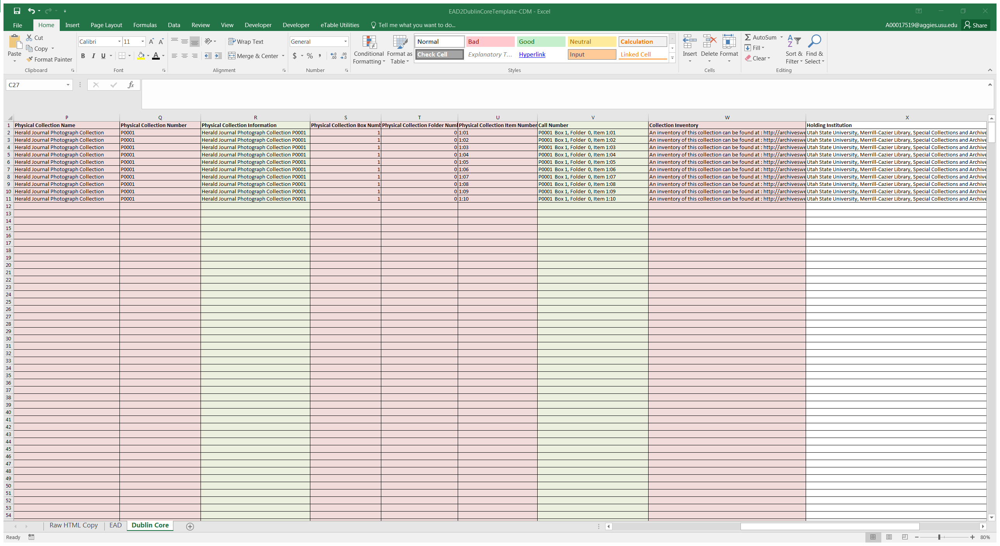 EAD2DublinCoreTemplate-CDM - Excel
File Home Insert Page Layout Formulas Data Review View Developer Developer eTable Utilities Tell me what you want to do... A00017519@aggies.usu.edu Share
Paste Cut Copy Format Painter Clipboard
Calibri 11 B I U A Font
Wrap Text Merge & Center Alignment
General $ % , Number
Conditional Formatting Format as Table
Normal Bad Good Neutral Calculation
Check Cell Explanatory T... Hyperlink Input Linked Cell
Styles
Insert Delete Format Cells
AutoSum Fill Clear Sort & Filter Find & Select Editing
C27 fx
P Q R S T U V W X
1 Physical Collection Name Physical Collection Number Physical Collection Information Physical Collection Box Numb Physical Collection Folder Num Physical Collection Item Number Call Number Collection Inventory Holding Institution
2 Herald Journal Photograph Collection P0001 Herald Journal Photograph Collection P0001 1 0 1:01 P0001 Box 1, Folder 0, Item 1:01 An inventory of this collection can be found at : http://archiveswe Utah State University, Merrill-Cazier Library, Special Collections and Archive
3 Herald Journal Photograph Collection P0001 Herald Journal Photograph Collection P0001 1 0 1:02 P0001 Box 1, Folder 0, Item 1:02 An inventory of this collection can be found at : http://archiveswe Utah State University, Merrill-Cazier Library, Special Collections and Archive
4 Herald Journal Photograph Collection P0001 Herald Journal Photograph Collection P0001 1 0 1:03 P0001 Box 1, Folder 0, Item 1:03 An inventory of this collection can be found at : http://archiveswe Utah State University, Merrill-Cazier Library, Special Collections and Archive
5 Herald Journal Photograph Collection P0001 Herald Journal Photograph Collection P0001 1 0 1:04 P0001 Box 1, Folder 0, Item 1:04 An inventory of this collection can be found at : http://archiveswe Utah State University, Merrill-Cazier Library, Special Collections and Archive
6 Herald Journal Photograph Collection P0001 Herald Journal Photograph Collection P0001 1 0 1:05 P0001 Box 1, Folder 0, Item 1:05 An inventory of this collection can be found at : http://archiveswe Utah State University, Merrill-Cazier Library, Special Collections and Archive
7 Herald Journal Photograph Collection P0001 Herald Journal Photograph Collection P0001 1 0 1:06 P0001 Box 1, Folder 0, Item 1:06 An inventory of this collection can be found at : http://archiveswe Utah State University, Merrill-Cazier Library, Special Collections and Archive
8 Herald Journal Photograph Collection P0001 Herald Journal Photograph Collection P0001 1 0 1:07 P0001 Box 1, Folder 0, Item 1:07 An inventory of this collection can be found at : http://archiveswe Utah State University, Merrill-Cazier Library, Special Collections and Archive
9 Herald Journal Photograph Collection P0001 Herald Journal Photograph Collection P0001 1 0 1:08 P0001 Box 1, Folder 0, Item 1:08 An inventory of this collection can be found at : http://archiveswe Utah State University, Merrill-Cazier Library, Special Collections and Archive
10 Herald Journal Photograph Collection P0001 Herald Journal Photograph Collection P0001 1 0 1:09 P0001 Box 1, Folder 0, Item 1:09 An inventory of this collection can be found at : http://archiveswe Utah State University, Merrill-Cazier Library, Special Collections and Archive
11 Herald Journal Photograph Collection P0001 Herald Journal Photograph Collection P0001 1 0 1:10 P0001 Box 1, Folder 0, Item 1:10 An inventory of this collection can be found at : http://archiveswe Utah State University, Merrill-Cazier Library, Special Collections and Archive
12
13
14
15
16
17
18
19
20
21
22
23
24
25
26
27
28
29
30
31
32
33
34
35
36
37
38
39
40
41
42
43
44
45
46
47
48
49
50
51
52
53
54
Raw HTML Copy EAD Dublin Core
Ready 80%